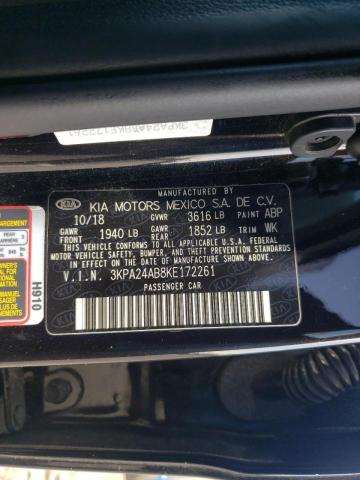 3KPA24AB8KE172261
MANUFACTURED BY
KIA KIA MOTORS MEXICO S.A. DE C.V.
10/18 GVWR 3616 LB PAINT ABP
GAWR FRONT 1940 LB GAWR REAR 1852 LB TRIM WK
THIS VEHICLE CONFORMS TO ALL APPLICABLE FEDERAL
MOTOR VEHICLE SAFETY, BUMPER, AND THEFT PREVENTION
STANDARDS IN EFFECT ON THE DATE OF MANUFACTURE SHOWN ABOVE.
V.I.N. 3KPA24AB8KE172261
PASSENGER CAR
H910